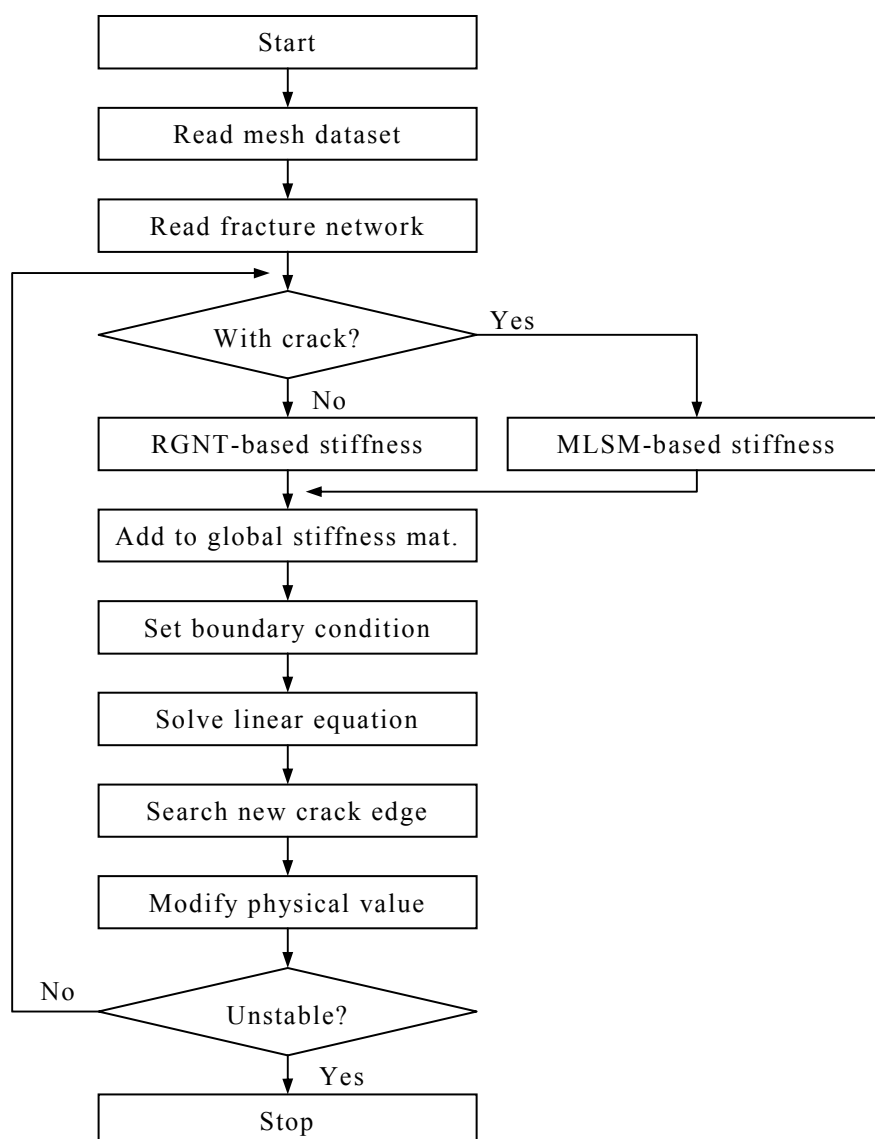 Start
Read mesh dataset
Read fracture network
With crack?
Yes
No
RGNT-based stiffness
MLSM-based stiffness
Add to global stiffness mat.
Set boundary condition
Solve linear equation
Search new crack edge
Modify physical value
No
Unstable?
Yes
Stop